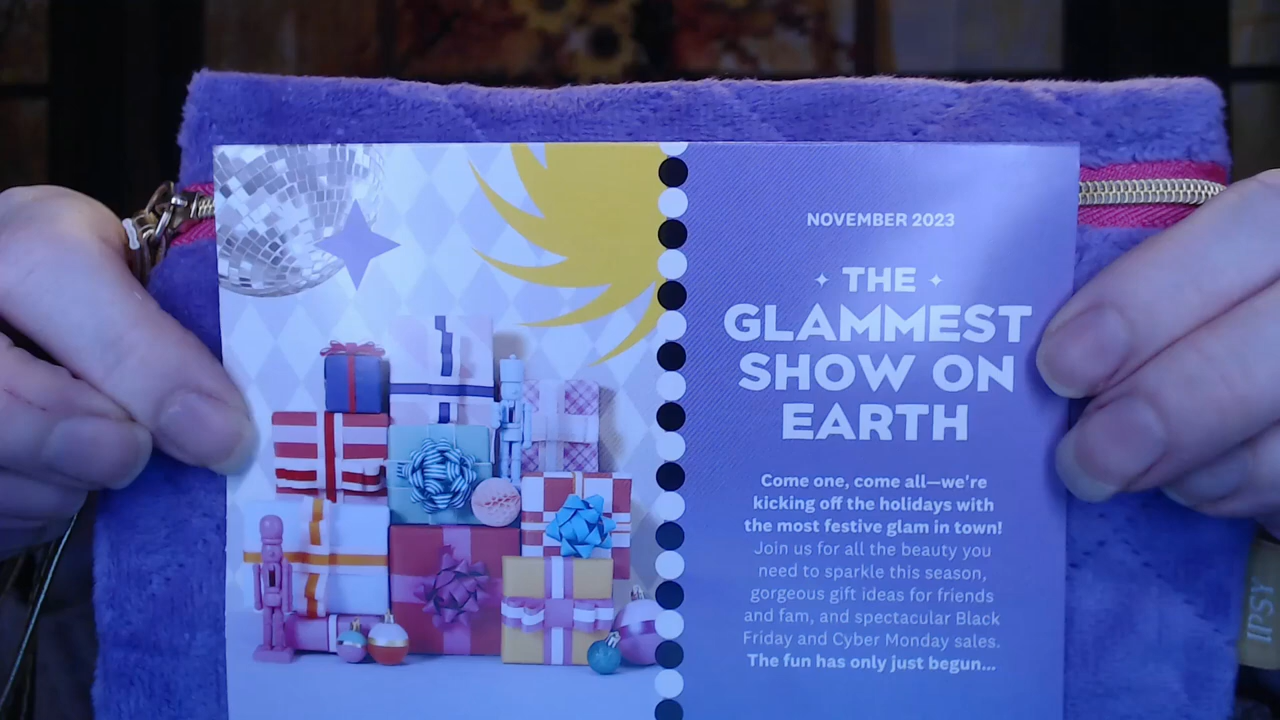 NOVEMBER 2023
THE
GLAMMEST
SHOW ON
EARTH
Come one, come all—we're
kicking off the holidays with
the most festive glam in town!
Join us for all the beauty you
need to sparkle this season,
gorgeous gift ideas for friends
and fam, and spectacular Black
Friday and Cyber Monday sales.
The fun has only just begun...
IPSY